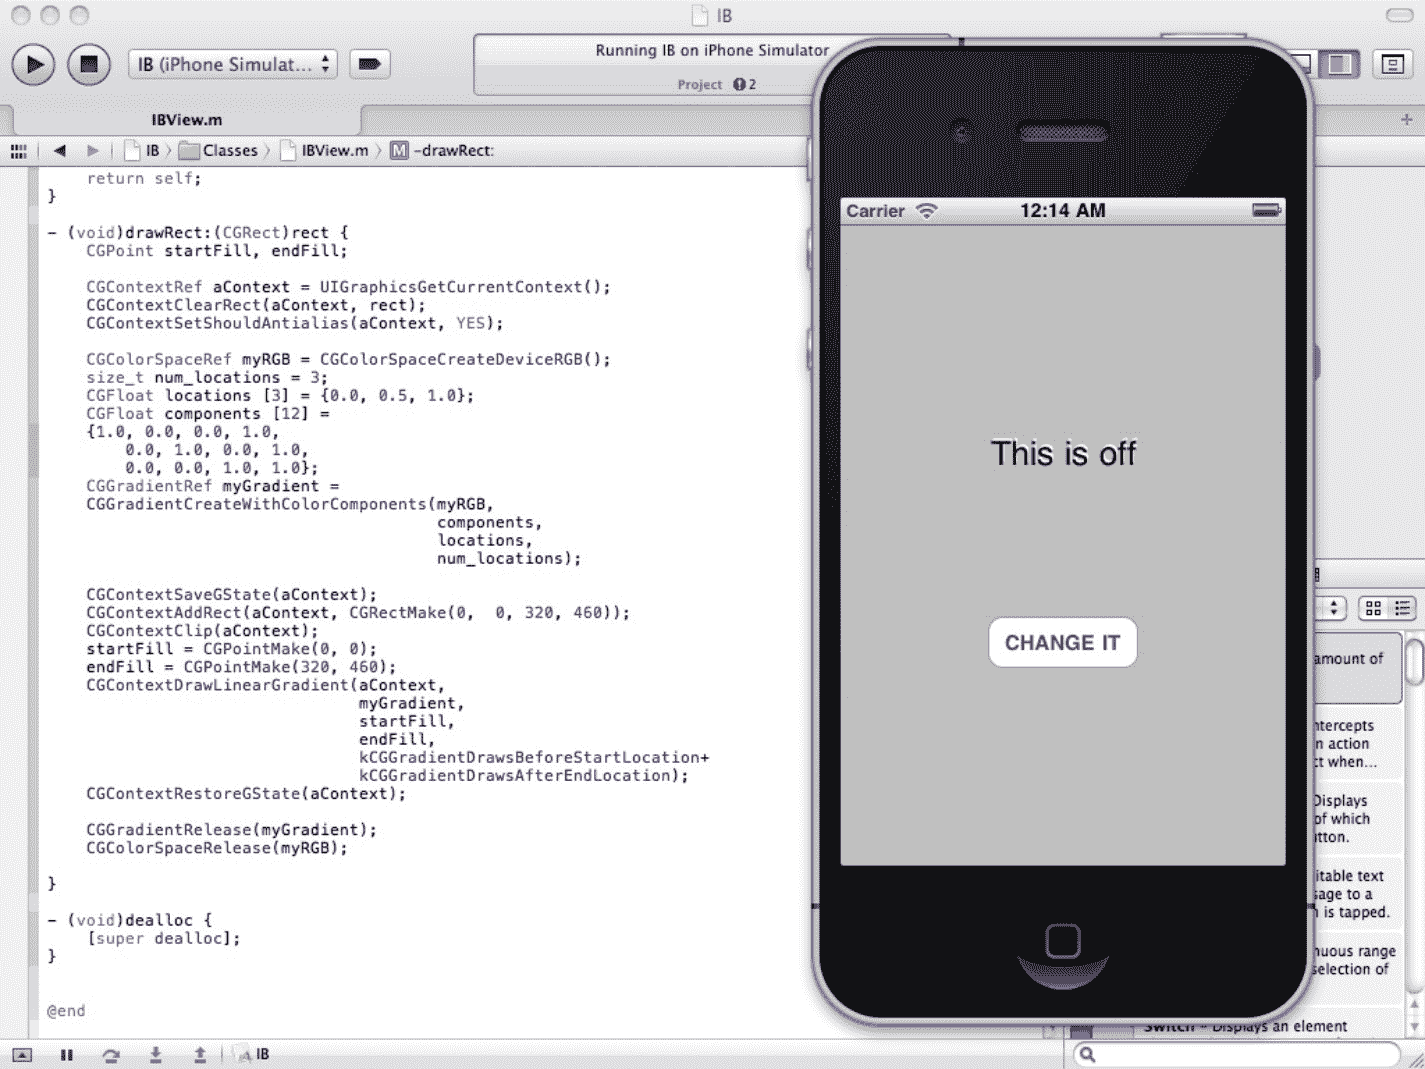 IB
IB (iPhone Simulat...
Running IB on iPhone Simulator
Project 2
IBView.m
IB Classes IBView.m M -drawRect:
return self;
}
- (void)drawRect:(CGRect)rect {
CGPoint startFill, endFill;
CGContextRef aContext = UIGraphicsGetCurrentContext();
CGContextClearRect(aContext, rect);
CGContextSetShouldAntialias(aContext, YES);
CGColorSpaceRef myRGB = CGColorSpaceCreateDeviceRGB();
size_t num_locations = 3;
CGFloat locations [3] = {0.0, 0.5, 1.0};
CGFloat components [12] =
{1.0, 0.0, 0.0, 1.0,
0.0, 1.0, 0.0, 1.0,
0.0, 0.0, 1.0, 1.0};
CGGradientRef myGradient =
CGGradientCreateWithColorComponents(myRGB,
components,
locations,
num_locations);
CGContextSaveGState(aContext);
CGContextAddRect(aContext, CGRectMake(0, 0, 320, 460));
CGContextClip(aContext);
startFill = CGPointMake(0, 0);
endFill = CGPointMake(320, 460);
CGContextDrawLinearGradient(aContext,
myGradient,
startFill,
endFill,
kCGGradientDrawsBeforeStartLocation+
kCGGradientDrawsAfterEndLocation);
CGContextRestoreGState(aContext);
CGGradientRelease(myGradient);
CGColorSpaceRelease(myRGB);
}
- (void)dealloc {
[super dealloc];
}
@end
IB
Carrier 12:14 AM
This is off
CHANGE IT
amount of
ntercepts
n action
ct when...
Displays
of which
tton.
itable text
sage to a
n is tapped.
nuous range
selection of
Switch - Displays an element